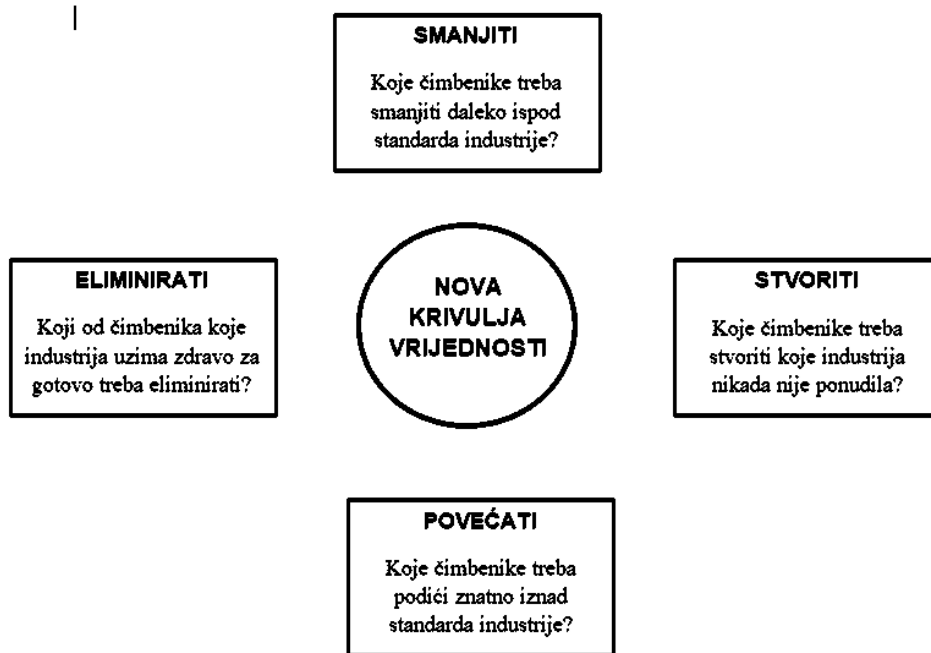 SMANJITI
Koje čimbenike treba
smanjiti daleko ispod
standarda industrije?
ELIMINIRATI
Koji od čimbenika koje
industrija uzima zdravo za
gotovo treba eliminirati?
NOVA
KRIVULJA
VRIJEDNOSTI
STVORITI
Koje čimbenike treba
stvoriti koje industrija
nikada nije ponudila?
POVEĆATI
Koje čimbenike treba
podići znatno iznad
standarda industrije?